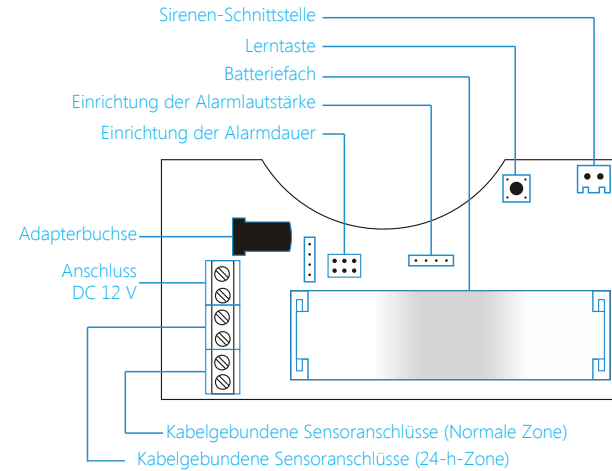 Sirenen-Schnittstelle
Lerntaste
Batteriefach
Einrichtung der Alarmlautstärke
Einrichtung der Alarmdauer
Adapterbuchse
Anschluss
DC 12 V
Kabelgebundene Sensoranschlüsse (Normale Zone)
Kabelgebundene Sensoranschlüsse (24-h-Zone)